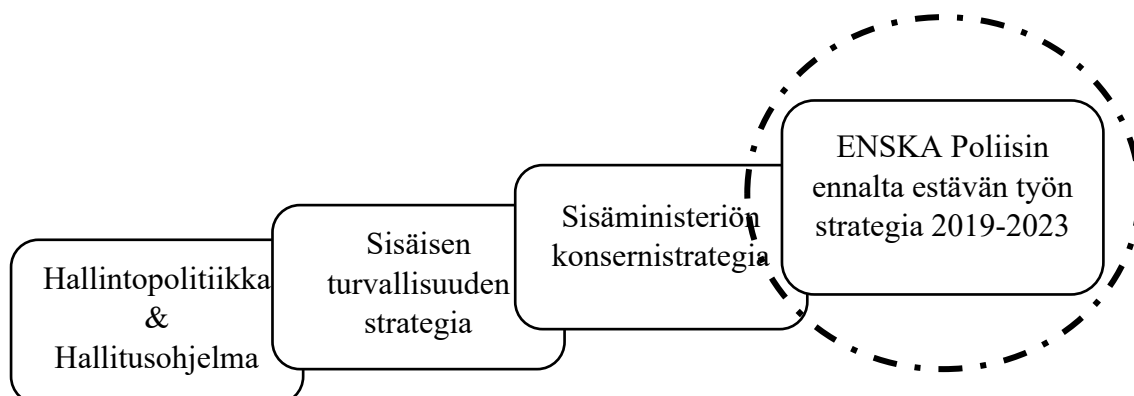 Hallintopolitiikka
&
Hallitusohjelma
Sisäisen
turvallisuuden
strategia
Sisäministeriön
konsernistrategia
ENSKA Poliisin
ennalta estävän työn
strategia 2019-2023